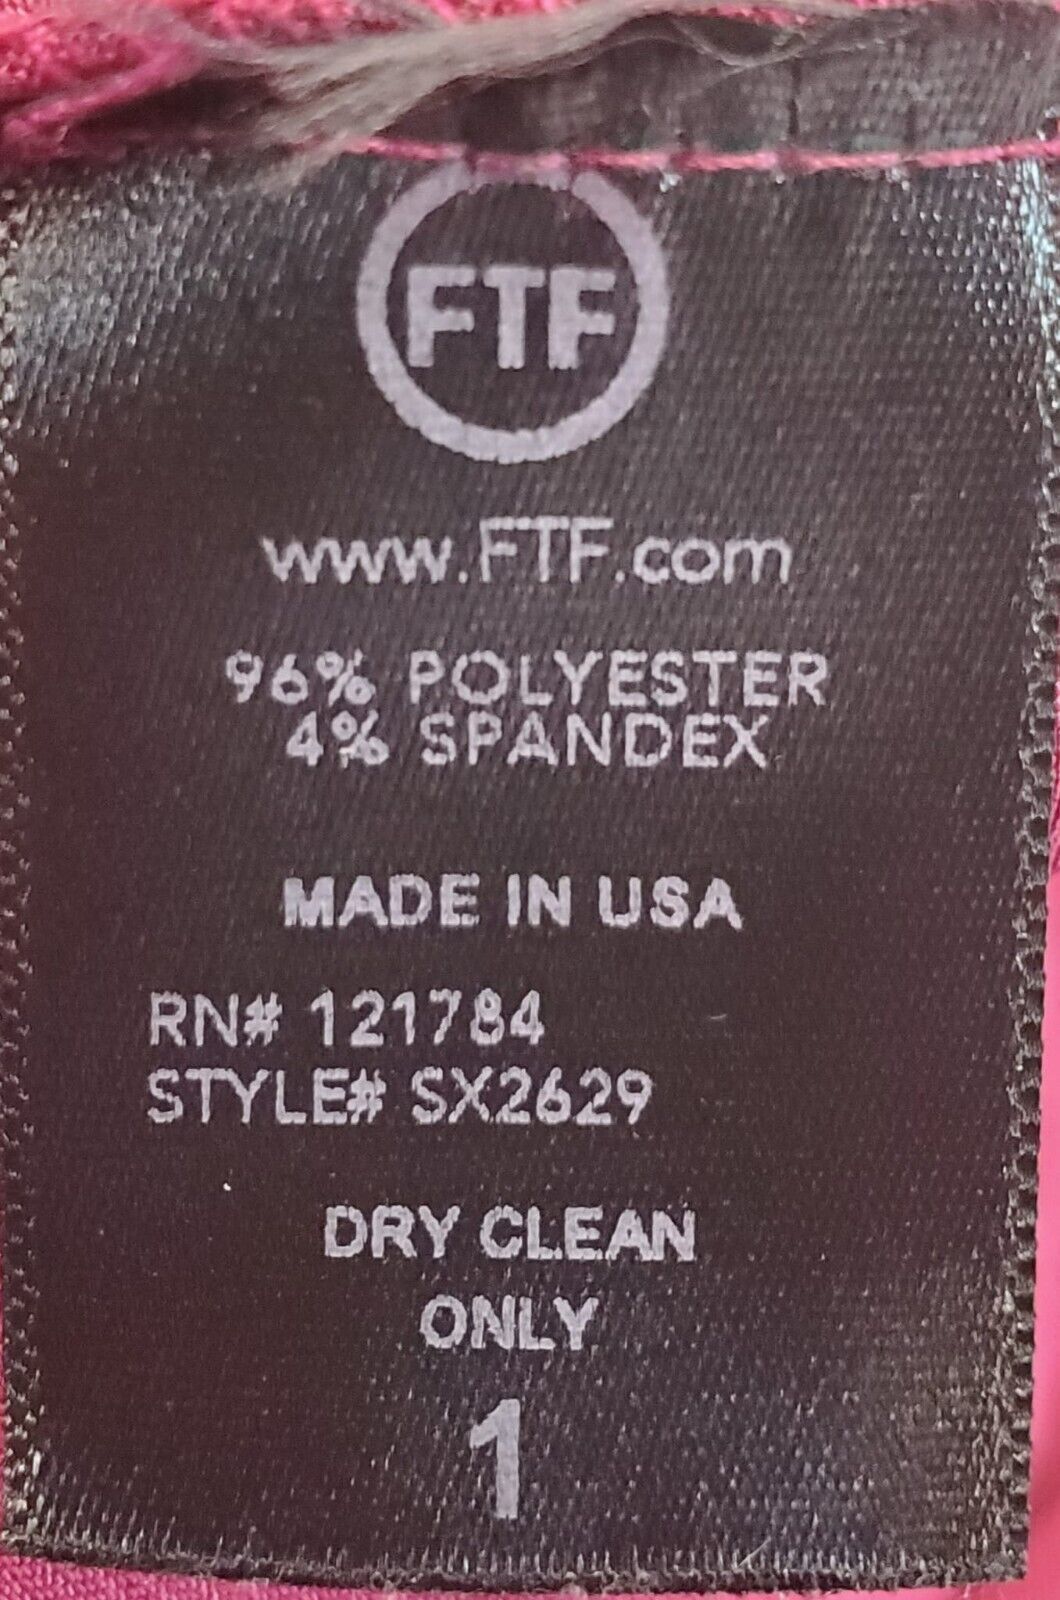 FTF
www.FTF.com
96% POLYESTER
4% SPANDEX
MADE IN USA
RN# 121784
STYLE# SX2629
DRY CLEAN
ONLY
1